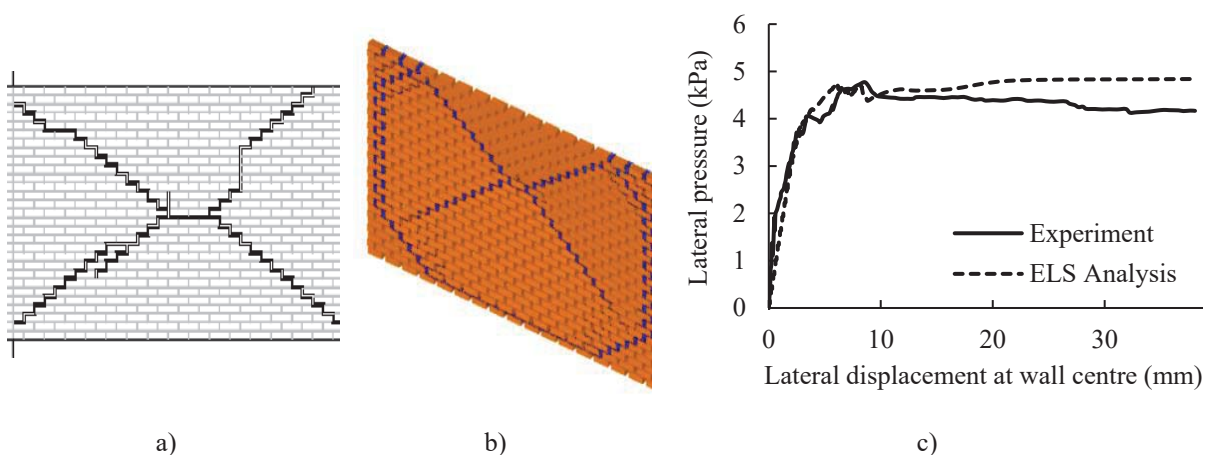 6
5
4
3
2
1
0
Lateral pressure (kPa)
Experiment
ELS Analysis
0 10 20 30
Lateral displacement at wall centre (mm)
a) b) c)